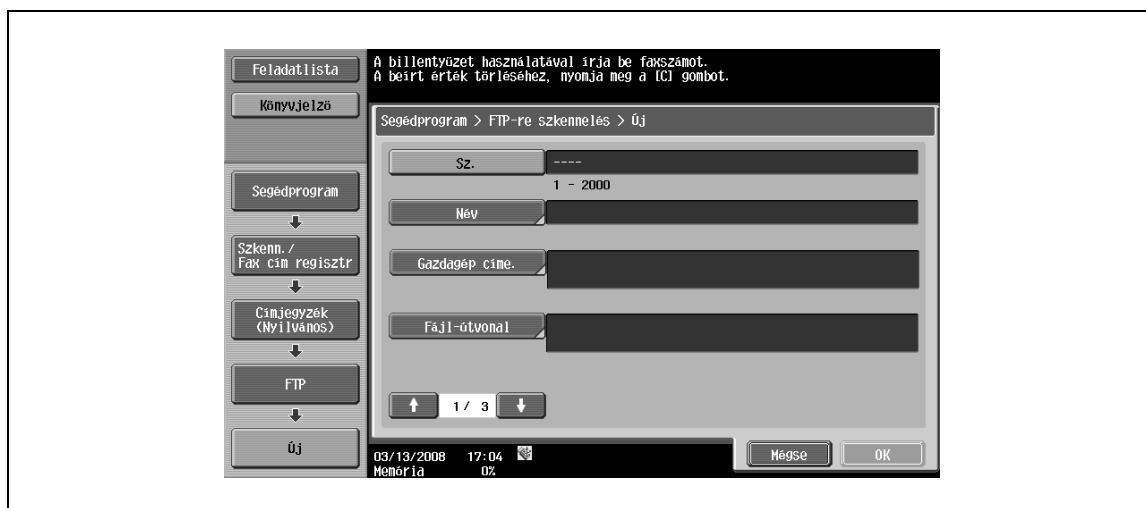 Feladatlista
A billentyűzet használatával írja be faxszámot.
A beírt érték törléséhez, nyomja meg a [C] gombot.
Könyvjelző
Segédprogram > FTP-re szkennelés > Új
Sz.
----
1 - 2000
Segédprogram
Név
Szkenn./
Fax cím regisztr
Gazdagép címe.
Címjegyzék
(Nyilvános)
Fájl-útvonal
FTP
1/ 3
Új
03/13/2008 17:04
Memória 0%
Mégse
OK